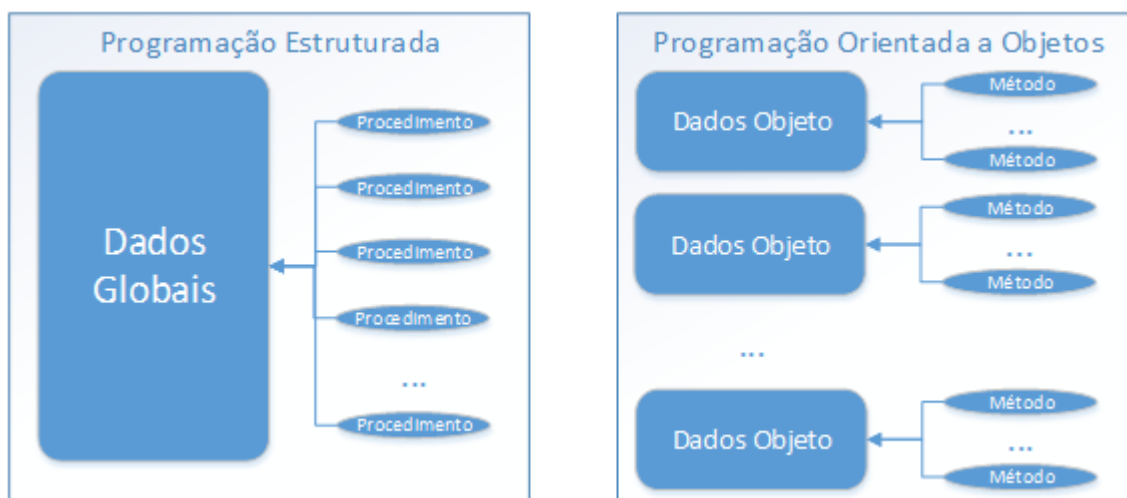 Programação Estruturada
Dados
Globais
Procedimento
Procedimento
Procedimento
Procedimento
...
Procedimento
Programação Orientada a Objetos
Dados Objeto
Método
...
Método
Dados Objeto
Método
...
Método
...
Dados Objeto
Método
...
Método